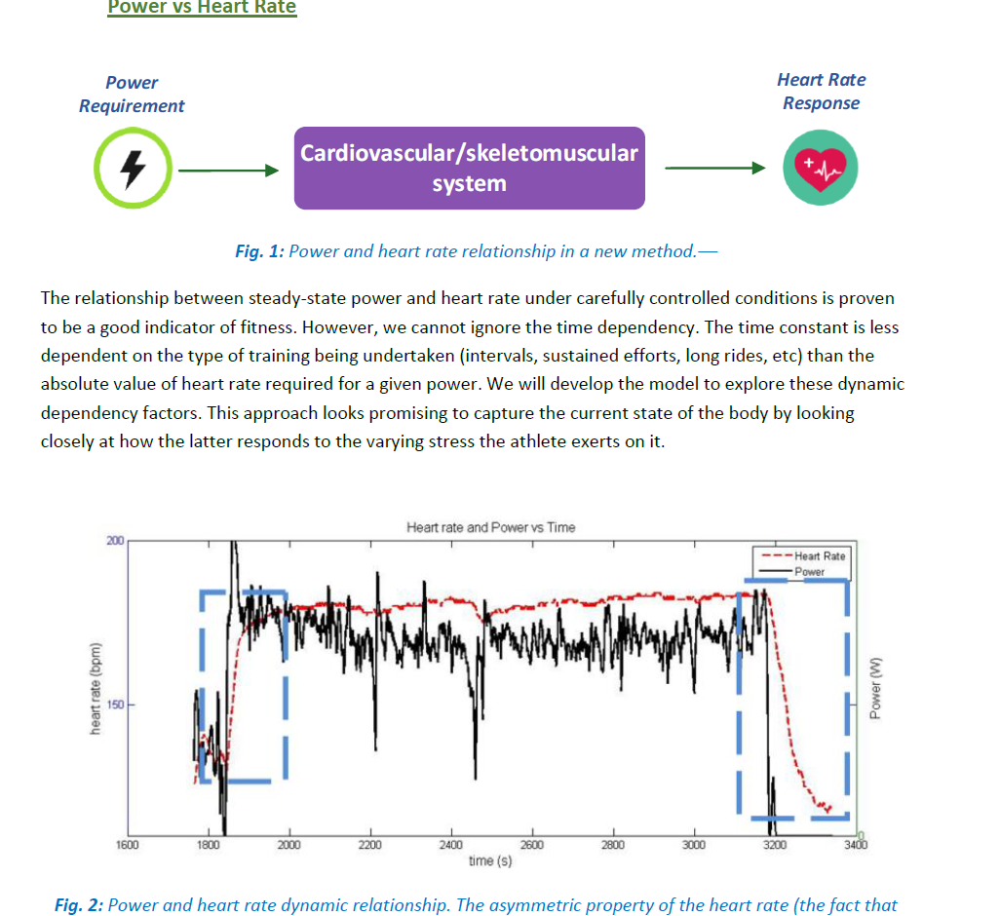 Power vs Heart Rate
Power
Requirement
Heart Rate
Response
Cardiovascular/skeletomuscular
system
Fig. 1: Power and heart rate relationship in a new method.—
The relationship between steady-state power and heart rate under carefully controlled conditions is proven
to be a good indicator of fitness. However, we cannot ignore the time dependency. The time constant is less
dependent on the type of training being undertaken (intervals, sustained efforts, long rides, etc) than the
absolute value of heart rate required for a given power. We will develop the model to explore these dynamic
dependency factors. This approach looks promising to capture the current state of the body by looking
closely at how the latter responds to the varying stress the athlete exerts on it.
Heart rate and Power vs Time
200
Heart Rate
Power
heart rate (bpm)
150
Power (W)
0
1600 1800 2000 2200 2400 2600 2800 3000 3200 3400
time (s)
Fig. 2: Power and heart rate dynamic relationship. The asymmetric property of the heart rate (the fact that